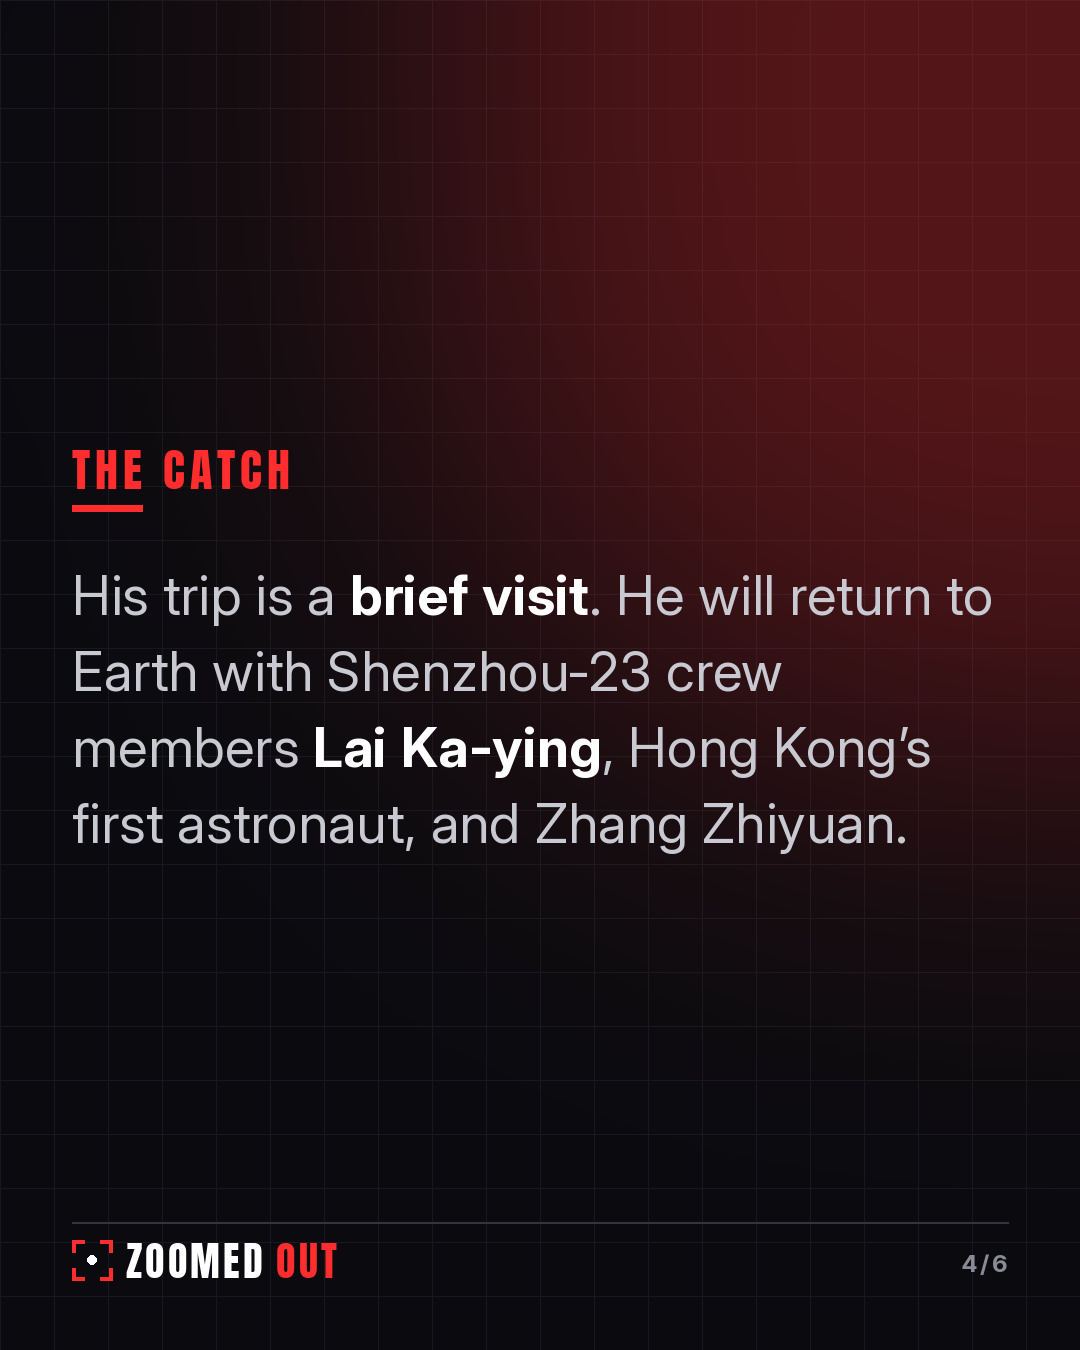 THE CATCH
His trip is a brief visit. He will return to
Earth with Shenzhou-23 crew
members Lai Ka-ying, Hong Kong’s
first astronaut, and Zhang Zhiyuan.
ZOOMED OUT
4/6